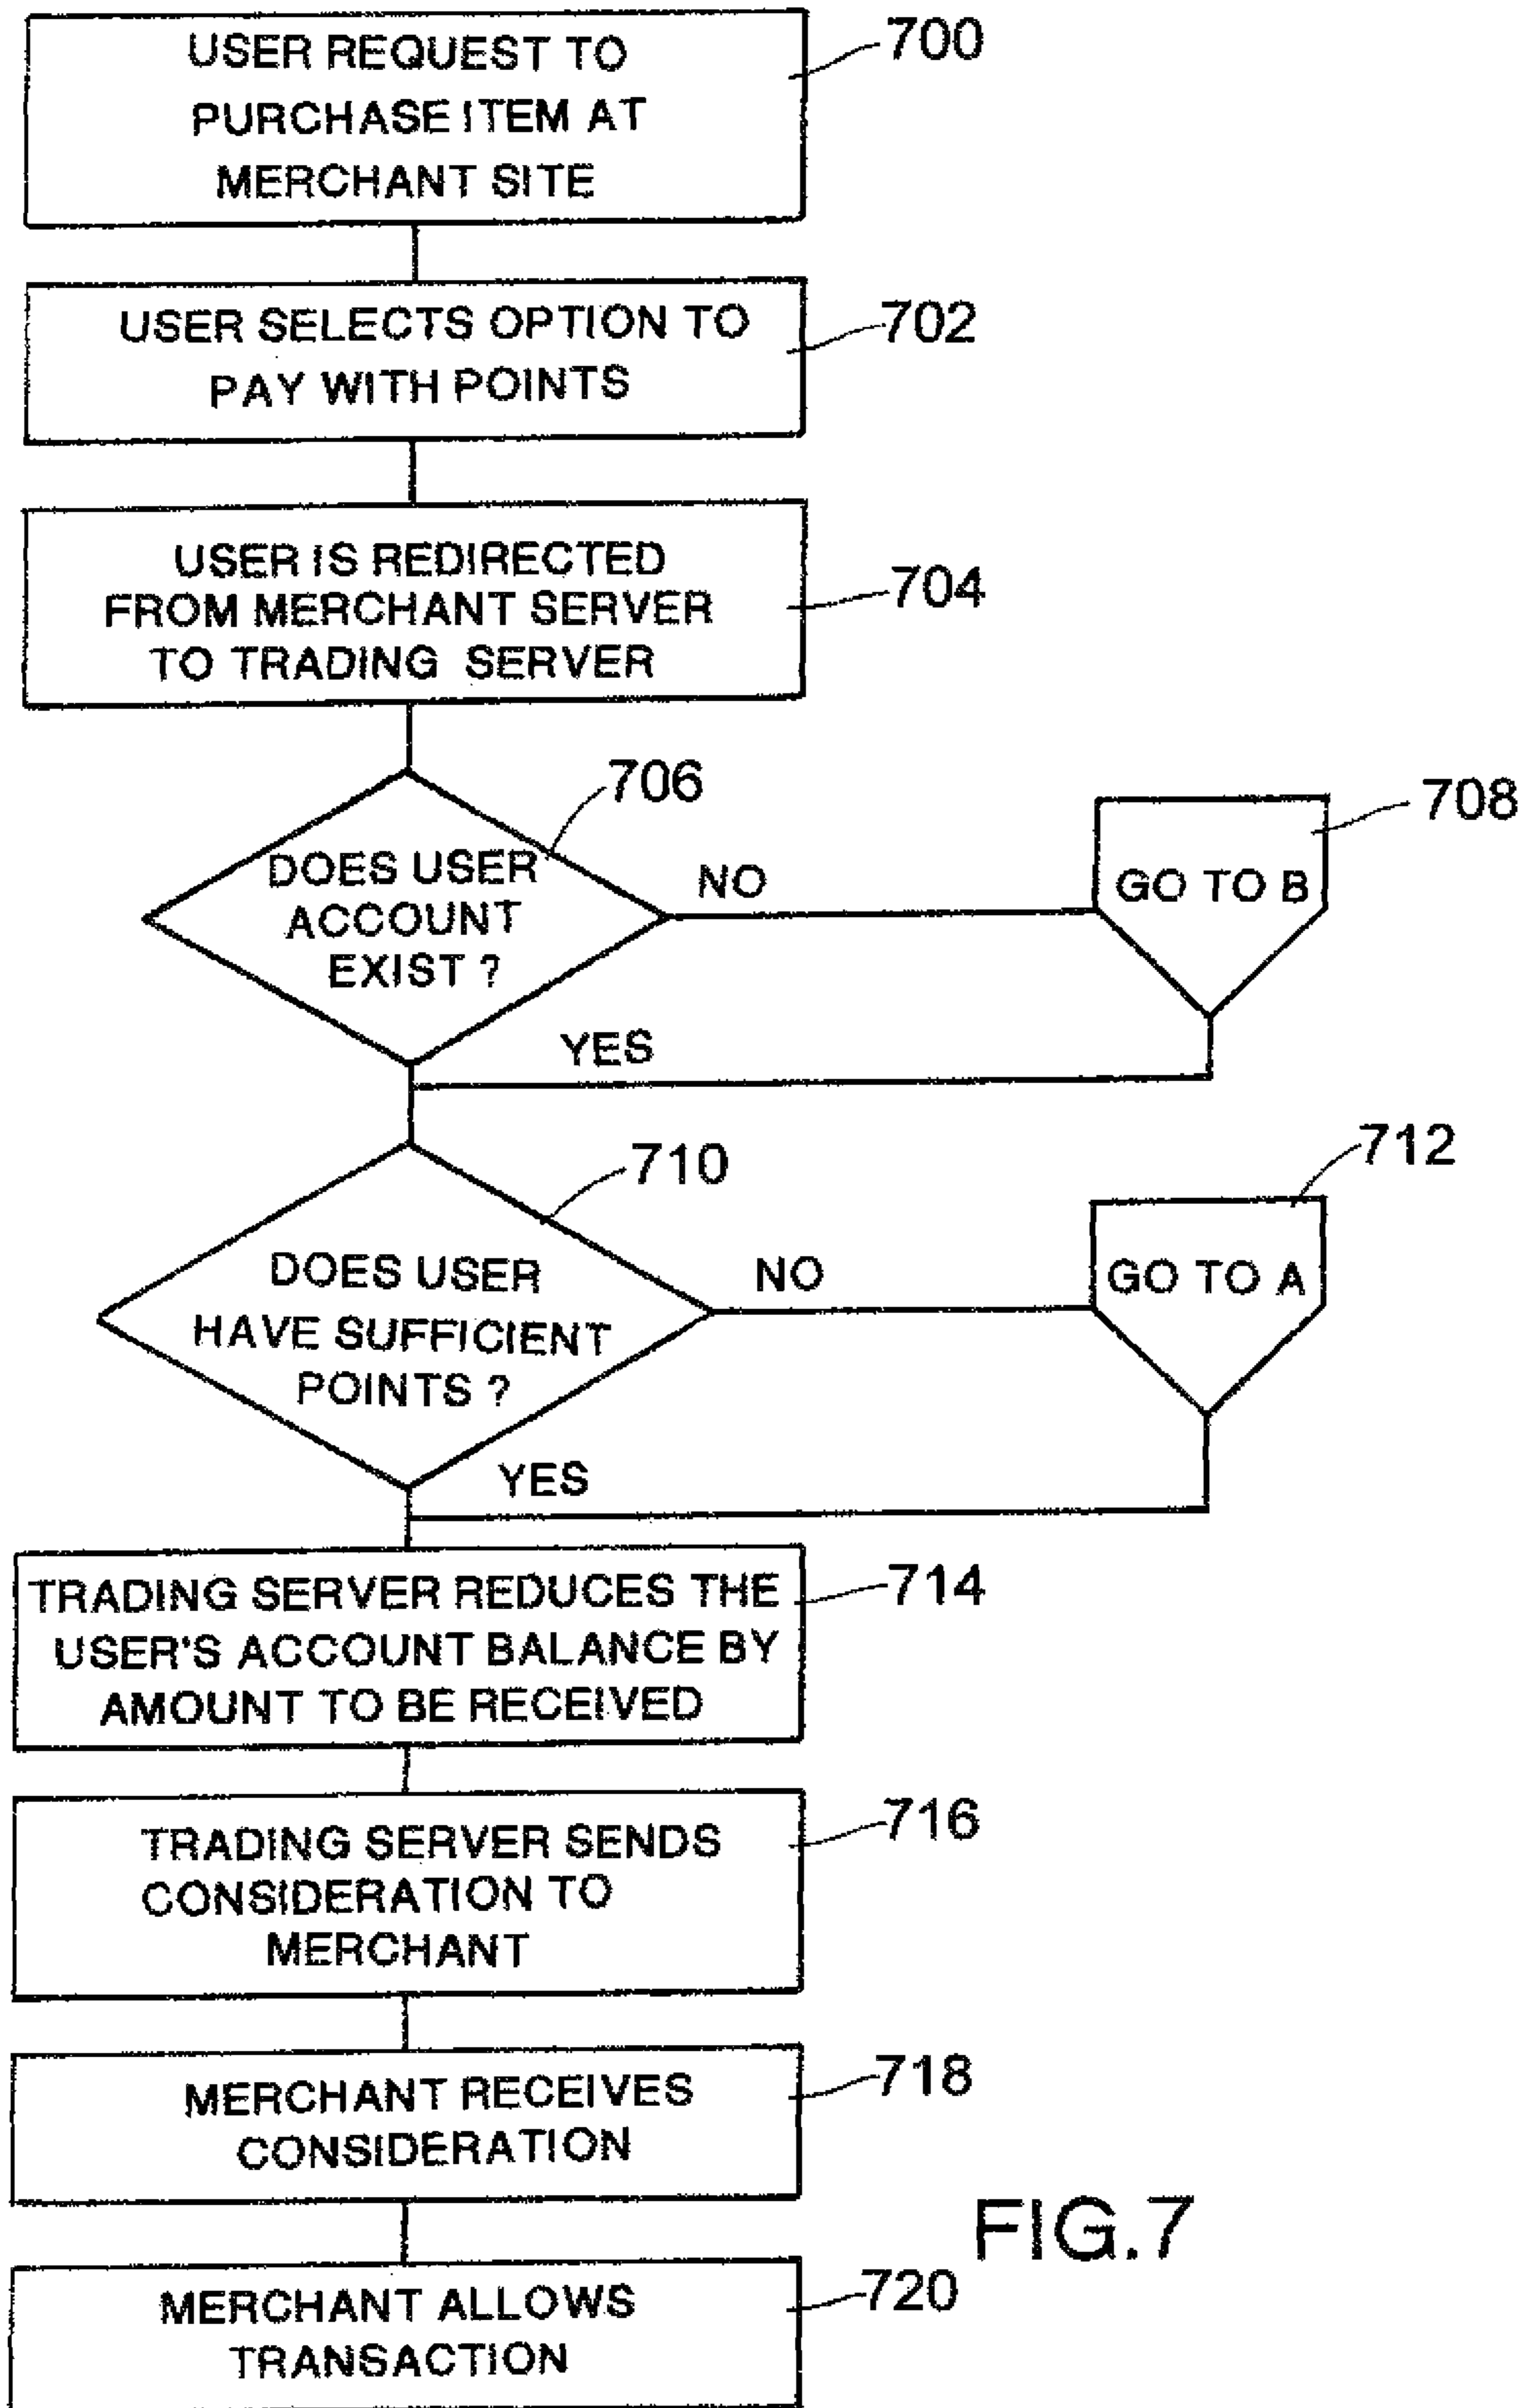 USER REQUEST TO
PURCHASE ITEM AT
MERCHANT SITE
700
USER SELECTS OPTION TO
PAY WITH POINTS
702
USER IS REDIRECTED
FROM MERCHANT SERVER
TO TRADING SERVER
704
DOES USER
ACCOUNT
EXIST ?
706
NO
GO TO B
708
YES
DOES USER
HAVE SUFFICIENT
POINTS ?
710
NO
GO TO A
712
YES
TRADING SERVER REDUCES THE
USER'S ACCOUNT BALANCE BY
AMOUNT TO BE RECEIVED
714
TRADING SERVER SENDS
CONSIDERATION TO
MERCHANT
716
MERCHANT RECEIVES
CONSIDERATION
718
MERCHANT ALLOWS
TRANSACTION
720
FIG.7